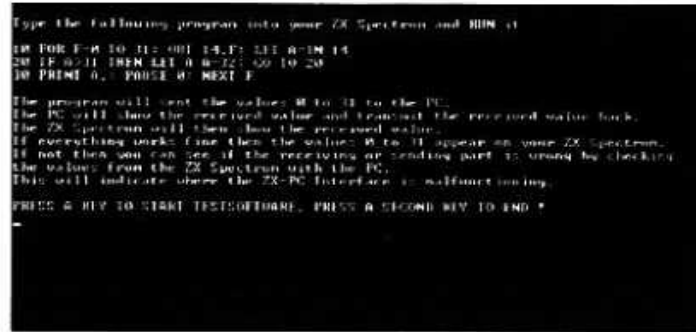 Type the following program into your ZX Spectrum and RUN it
10 FOR F=0 TO 31: OUT 14,F: LET A=IN 14
20 IF A>31 THEN LET A=A-32: GO TO 20
30 PRINT A,: PAUSE 0: NEXT F
The program will sent the values 0 to 31 to the PC.
The PC will show the received value and transmit the received value back.
The ZX Spectrum will then show the received value.
If everything works fine then the values 0 to 31 appear on your ZX Spectrum.
If not then you can see if the receiving or sending part is wrong by checking
the values from the ZX Spectrum with the PC.
This will indicate where the ZX-PC Interface is malfunctioning.
PRESS A KEY TO START TESTSOFTWARE, PRESS A SECOND KEY TO END !